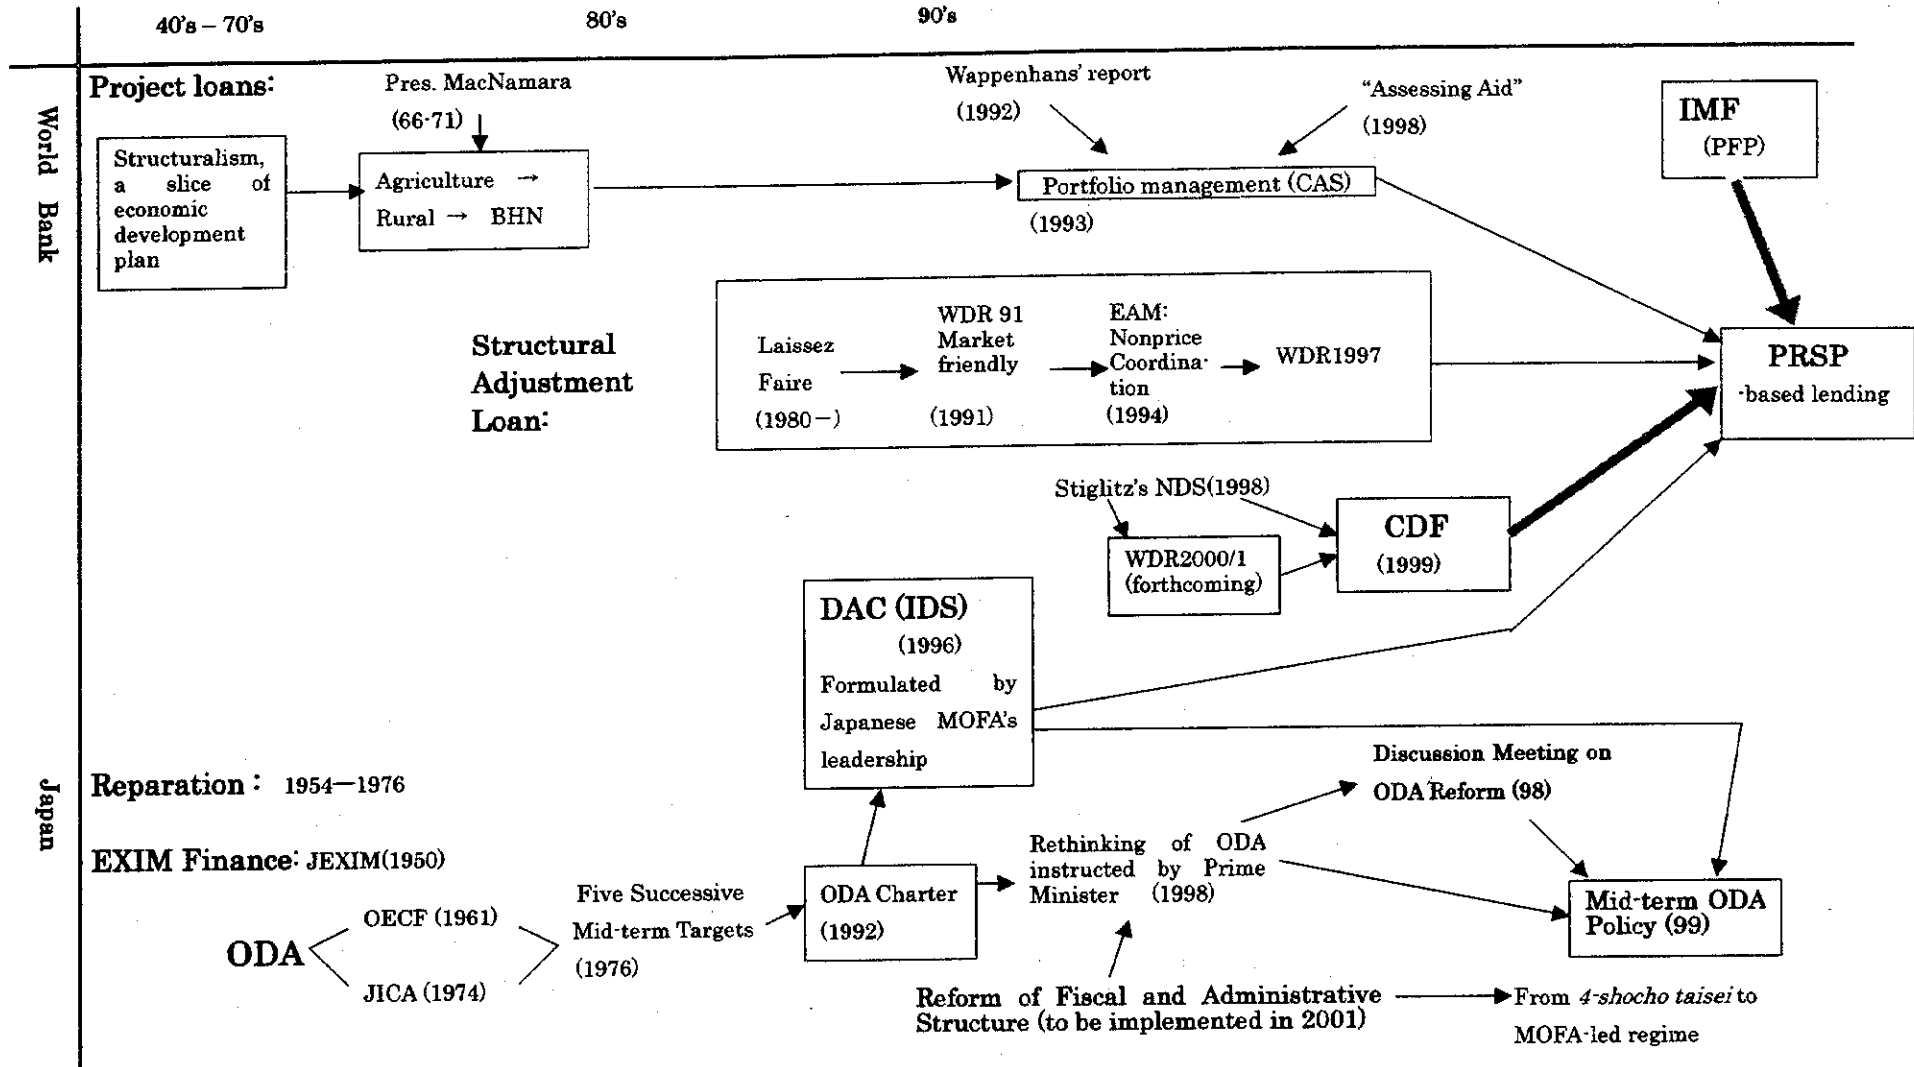 40's – 70's
80's
90's
World Bank
Project loans:
Pres. MacNamara
(66-71)
Structuralism,
a slice of
economic
development
plan
Agriculture →
Rural → BHN
Wappenhans' report
(1992)
"Assessing Aid"
(1998)
Portfolio management (CAS)
(1993)
IMF
(PFP)
Structural
Adjustment
Loan:
Laissez
Faire
(1980－)
WDR 91
Market
friendly
(1991)
EAM:
Nonprice
Coordina-
tion
(1994)
WDR1997
PRSP
-based lending
Stiglitz's NDS(1998)
WDR2000/1
(forthcoming)
CDF
(1999)
DAC (IDS)
(1996)
Formulated by
Japanese MOFA's
leadership
Japan
Reparation : 1954—1976
EXIM Finance: JEXIM(1950)
ODA
OECF (1961)
JICA (1974)
Five Successive
Mid-term Targets
(1976)
ODA Charter
(1992)
Rethinking of ODA
instructed by Prime
Minister (1998)
Discussion Meeting on
ODA Reform (98)
Mid-term ODA
Policy (99)
Reform of Fiscal and Administrative
Structure (to be implemented in 2001)
From 4-shocho taisei to
MOFA-led regime